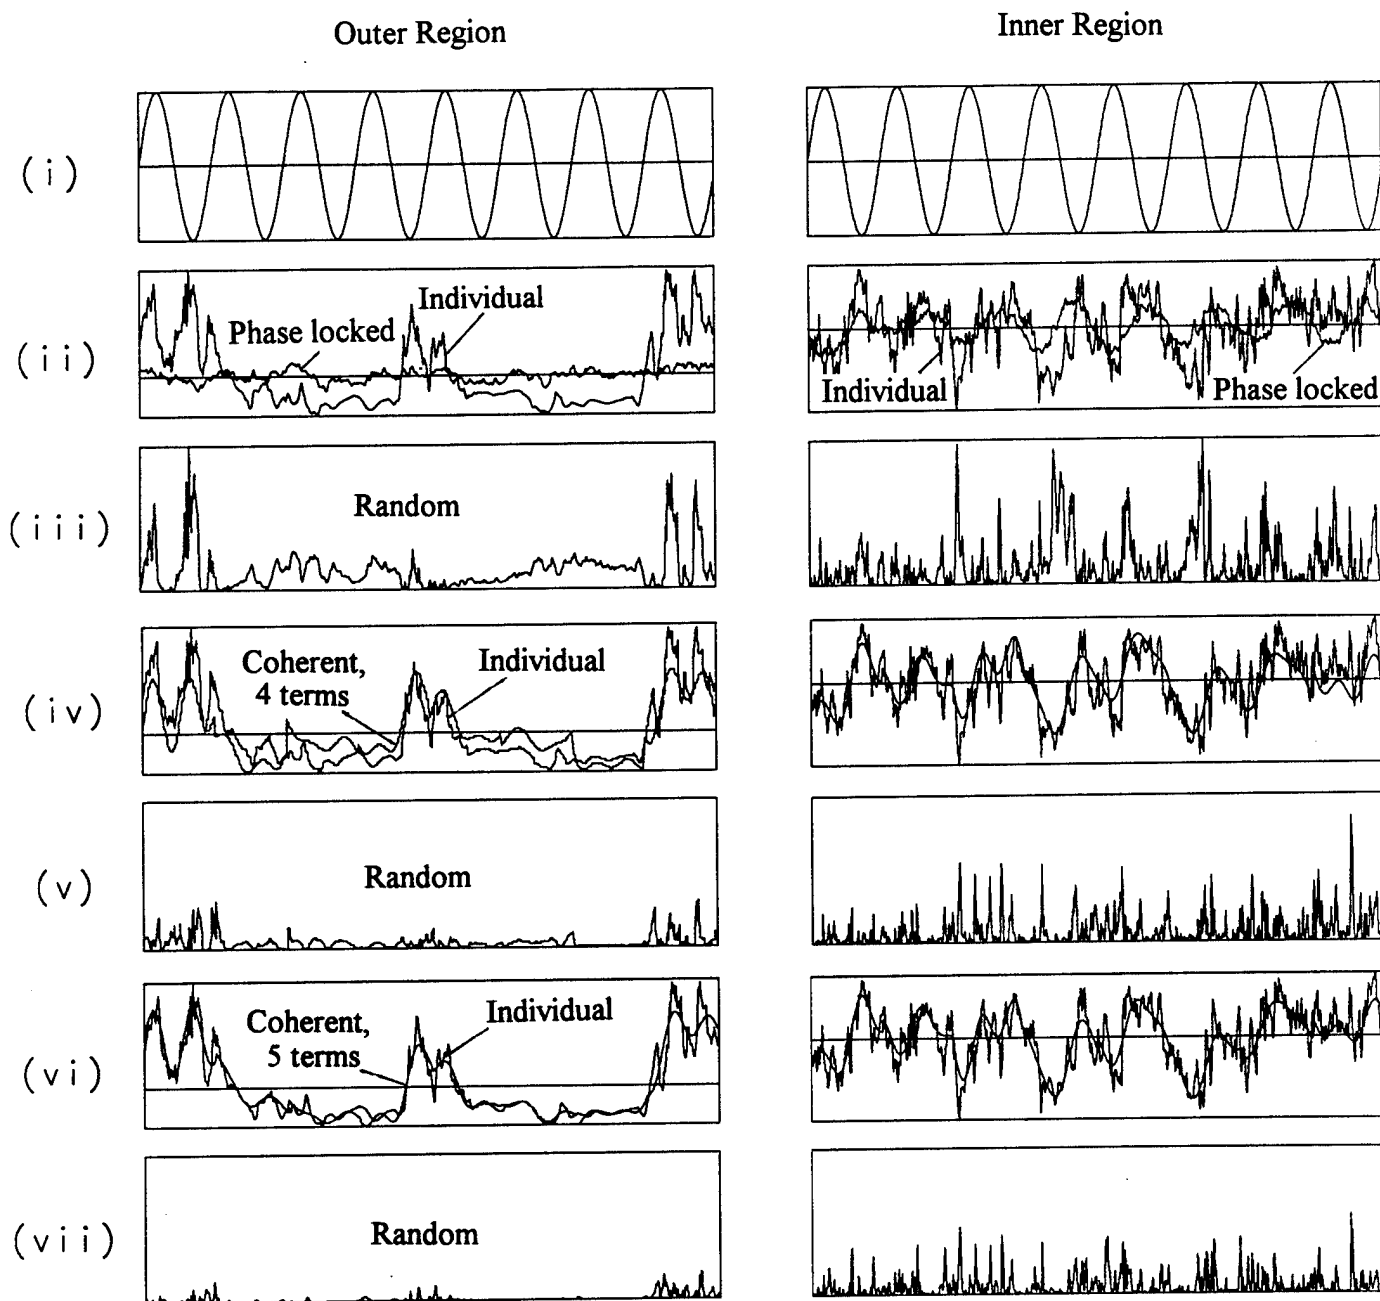 Outer Region
Inner Region
(i)
(ii)
Individual
Phase locked
Individual
Phase locked
(iii)
Random
(iv)
Coherent,
4 terms
Individual
(v)
Random
(vi)
Coherent,
5 terms
Individual
(vii)
Random